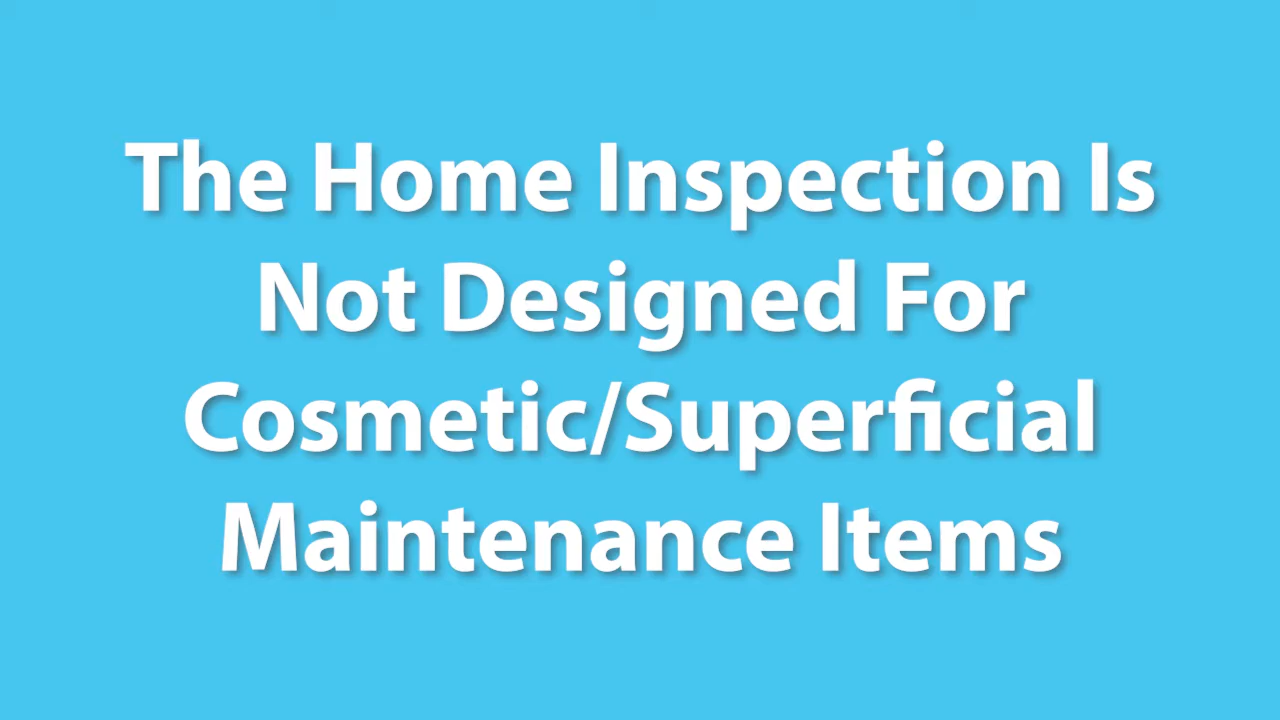 The Home Inspection Is
Not Designed For
Cosmetic/Superficial
Maintenance Items